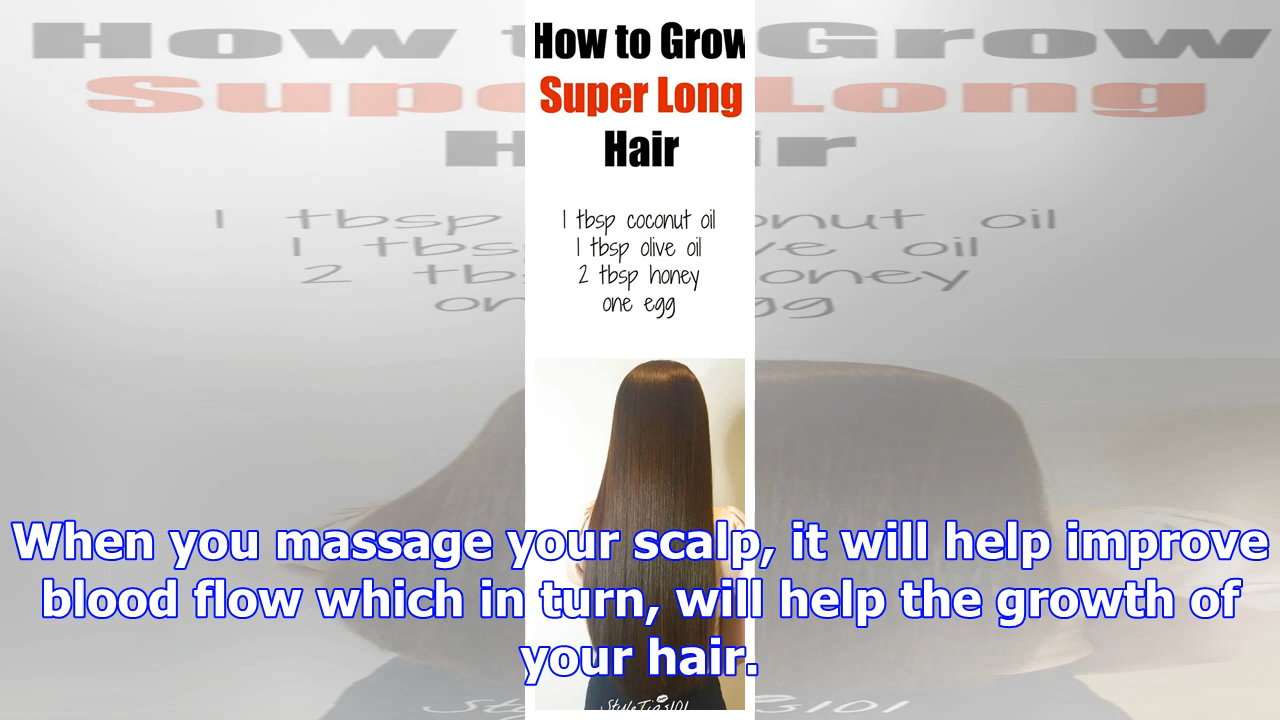 How to Grow
Super Long
Hair
1 tbsp coconut oil
1 tbsp olive oil
2 tbsp honey
one egg
When you massage your scalp, it will help improve
blood flow which in turn, will help the growth of
your hair.
StyleTips101